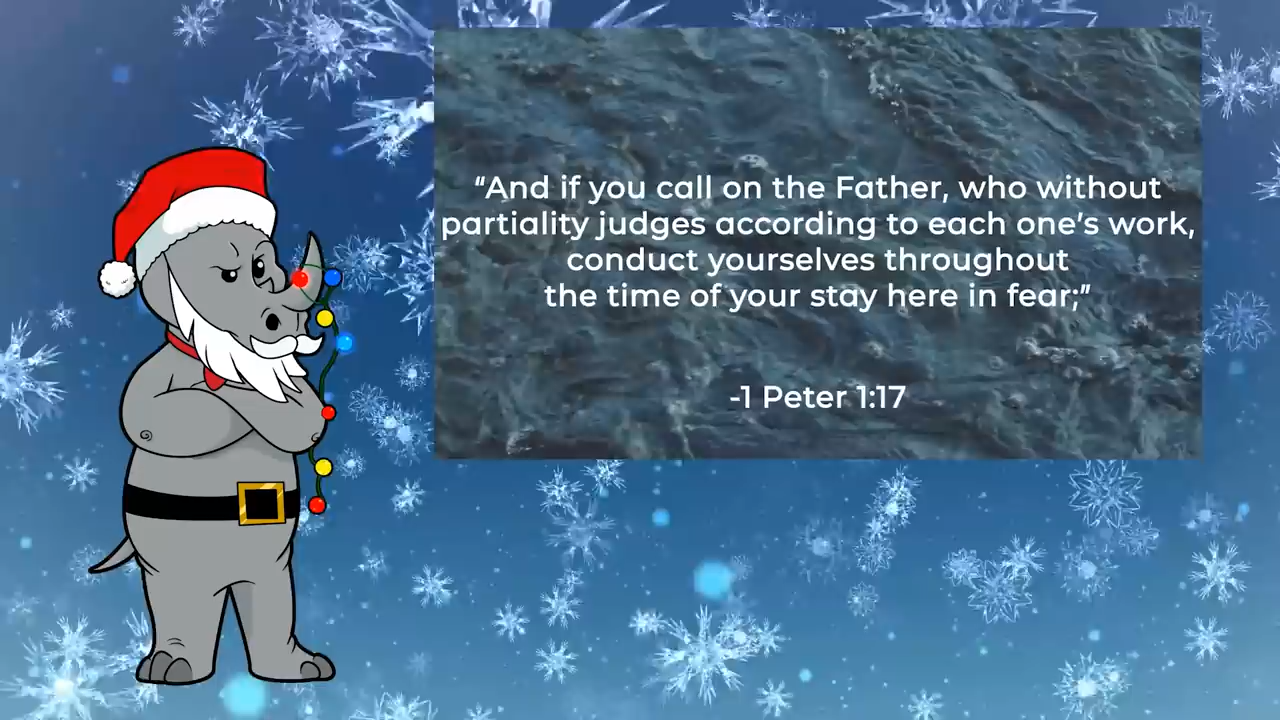 “And if you call on the Father, who without
partiality judges according to each one’s work,
conduct yourselves throughout
the time of your stay here in fear;”
-1 Peter 1:17